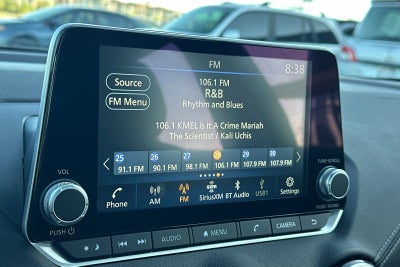 FM
8:38
Source
FM Menu
106.1 FM
R&B
Rhythm and Blues
106.1 KMEL Is It A Crime Mariah
The Scientist / Kali Uchis
25 26 27 28 29 30
91.1 FM 90.1 FM 98.1 FM 106.1 FM 107.9 FM 107.9 FM
Phone
AM
FM
SiriusXM
BT Audio
USB1
Settings
VOL
PUSH
TUNE·SCROLL
PUSH SOUND
AUDIO
MENU
CAMERA